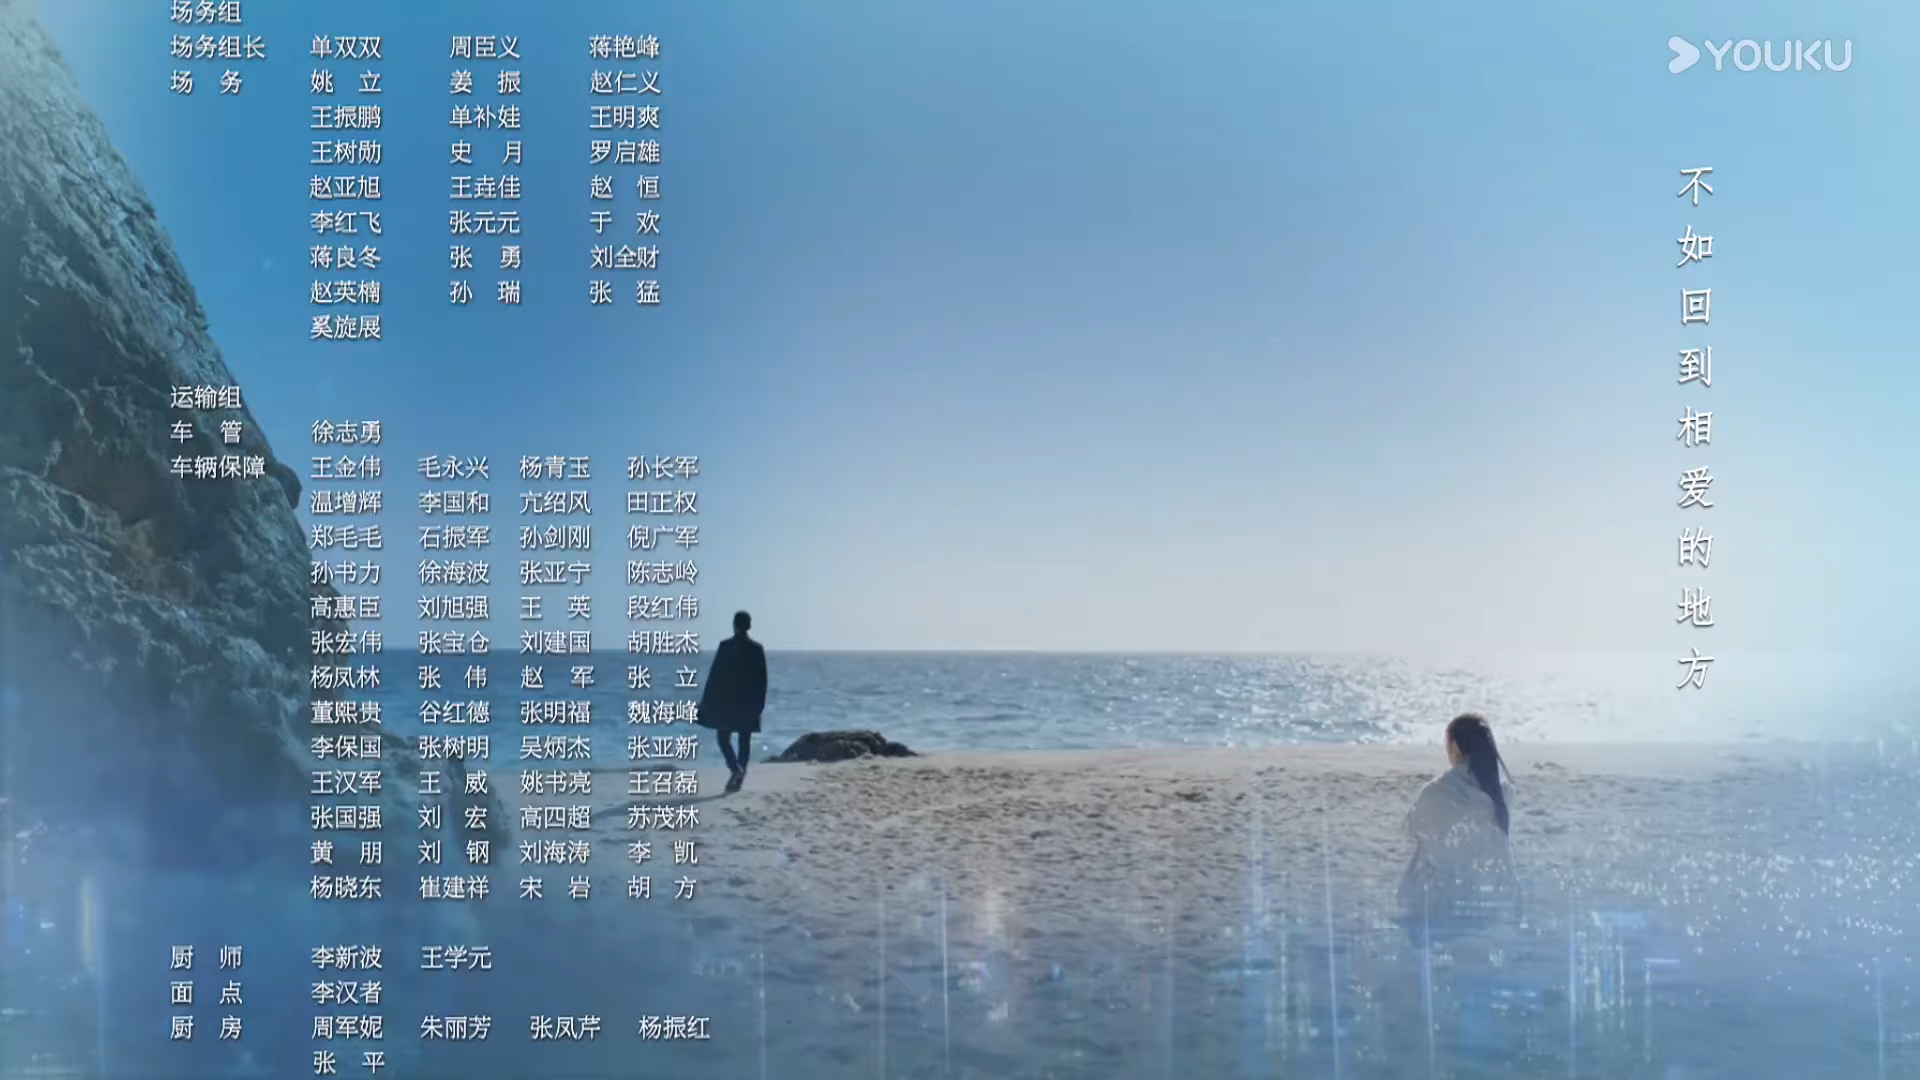 场务组
场务组长 单双双 周臣义 蒋艳峰
场 务 姚 立 姜 振 赵仁义
王振鹏 单补娃 王明爽
王树勋 史 月 罗启雄
赵亚旭 王垚佳 赵 恒
李红飞 张元元 于 欢
蒋良冬 张 勇 刘全财
赵英楠 孙 瑞 张 猛
奚旋展
运输组
车 管 徐志勇
车辆保障 王金伟 毛永兴 杨青玉 孙长军
温增辉 李国和 亢绍风 田正权
郑毛毛 石振军 孙剑刚 倪广军
孙书力 徐海波 张亚宁 陈志岭
高惠臣 刘旭强 王 英 段红伟
张宏伟 张宝仓 刘建国 胡胜杰
杨凤林 张 伟 赵 军 张 立
董熙贵 谷红德 张明福 魏海峰
李保国 张树明 吴炳杰 张亚新
王汉军 王 威 姚书亮 王召磊
张国强 刘 宏 高四超 苏茂林
黄 朋 刘 钢 刘海涛 李 凯
杨晓东 崔建祥 宋 岩 胡 方
厨 师 李新波 王学元
面 点 李汉者
厨 房 周军妮 朱丽芳 张凤芹 杨振红
张 平
YOUKU
不如回到相爱的地方